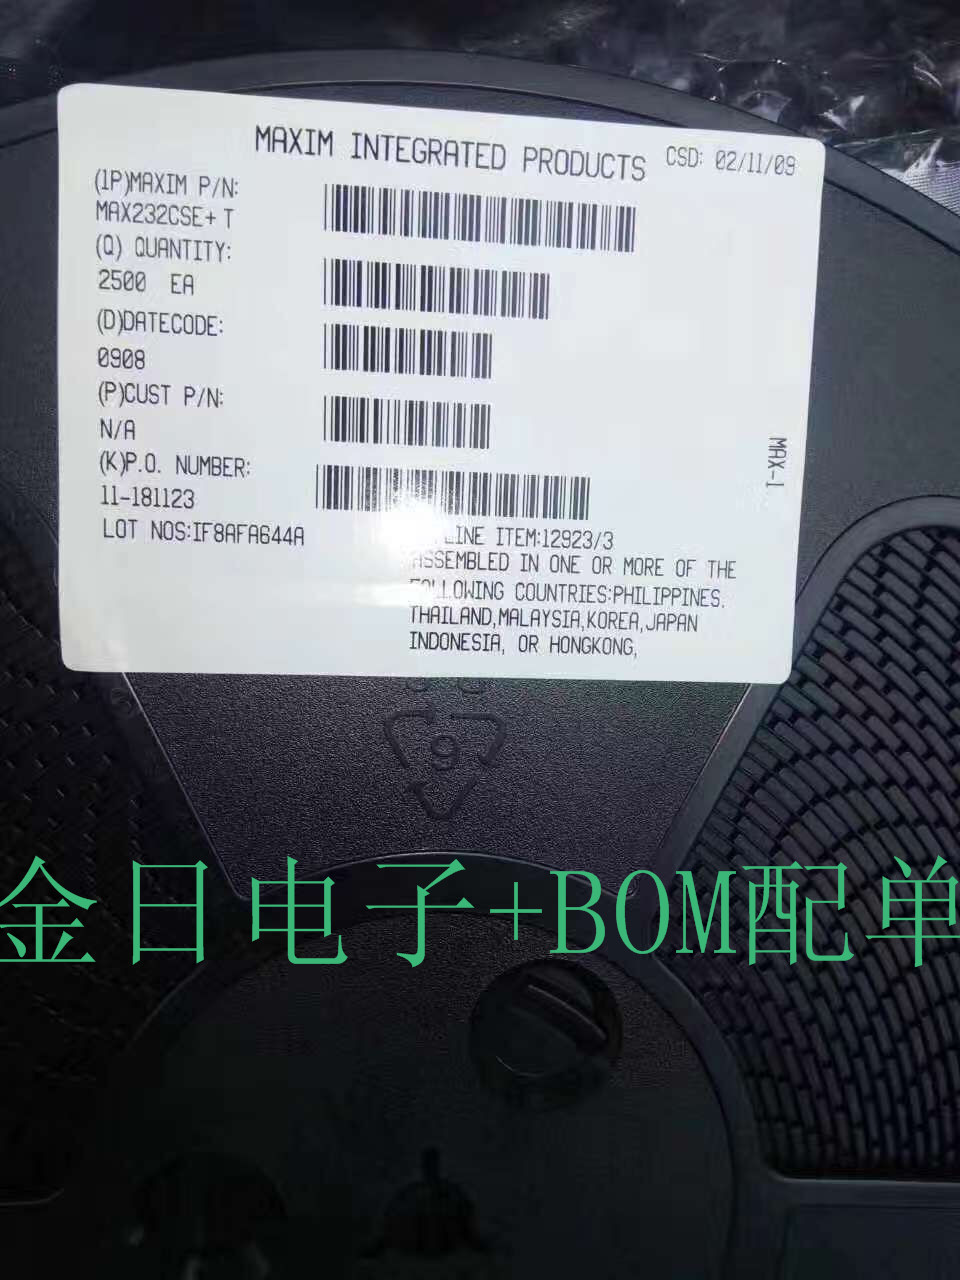 MAXIM INTEGRATED PRODUCTS
CSD: 02/11/09
(1P)MAXIM P/N:
MAX232CSE+T
(Q) QUANTITY:
2500 EA
(D)DATECODE:
0908
(P)CUST P/N:
N/A
(K)P.O. NUMBER:
11-181123
LOT NOS:IF8AFA644A
LINE ITEM:12923/3
ASSEMBLED IN ONE OR MORE OF THE
FOLLOWING COUNTRIES:PHILIPPINES,
THAILAND,MALAYSIA,KOREA,JAPAN
INDONESIA, OR HONGKONG,
MAX-1
6
金日电子+BOM配单